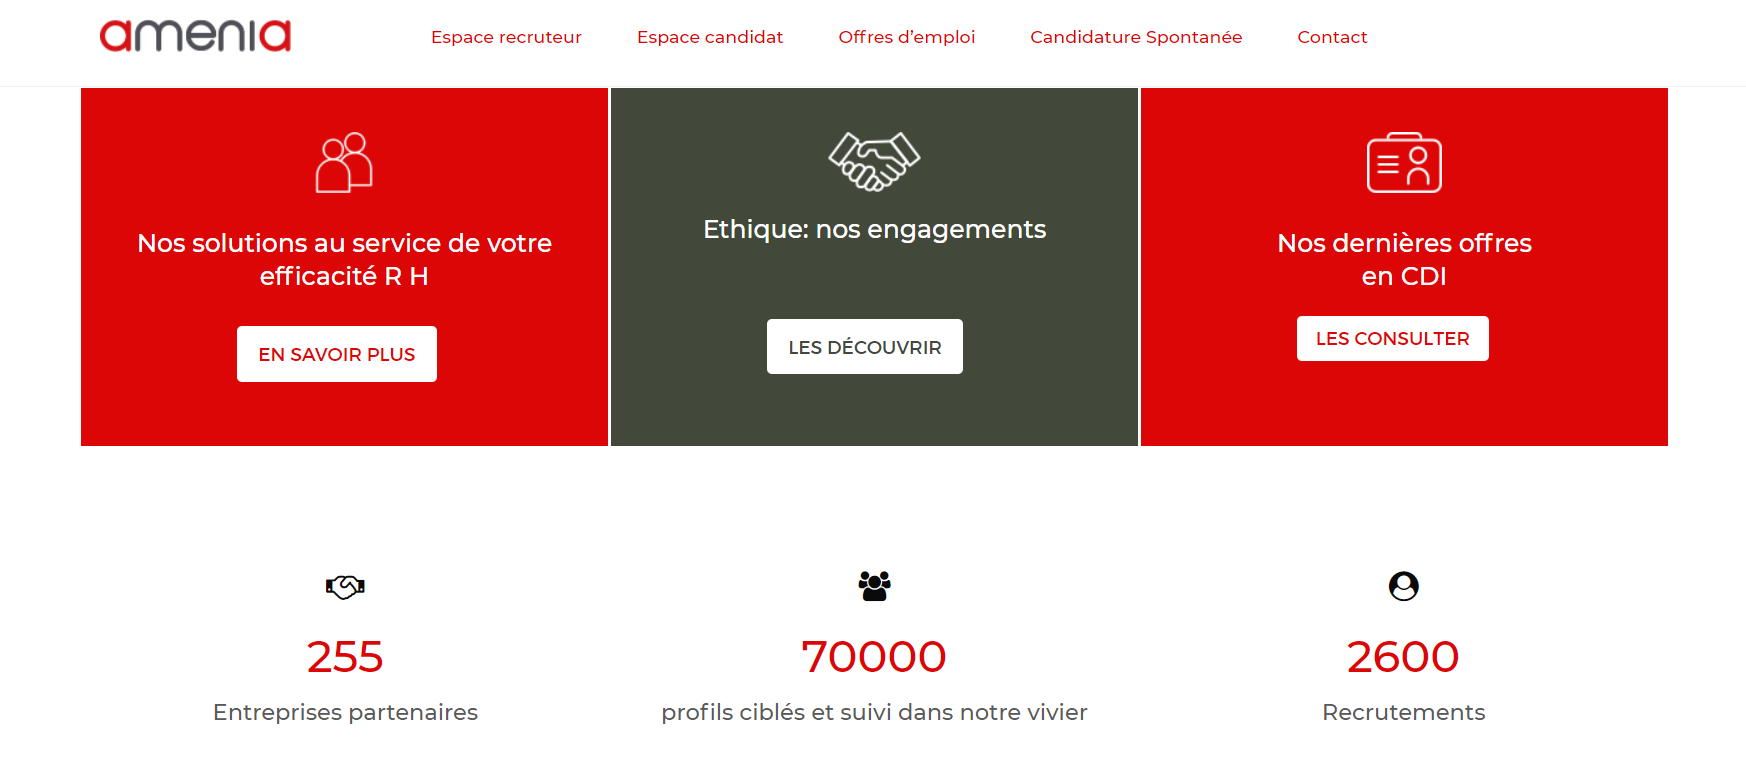 amenia
Espace recruteur
Espace candidat
Offres d’emploi
Candidature Spontanée
Contact
Nos solutions au service de votre
efficacité R H
EN SAVOIR PLUS
Ethique: nos engagements
LES DÉCOUVRIR
Nos dernières offres
en CDI
LES CONSULTER
255
Entreprises partenaires
70000
profils ciblés et suivi dans notre vivier
2600
Recrutements